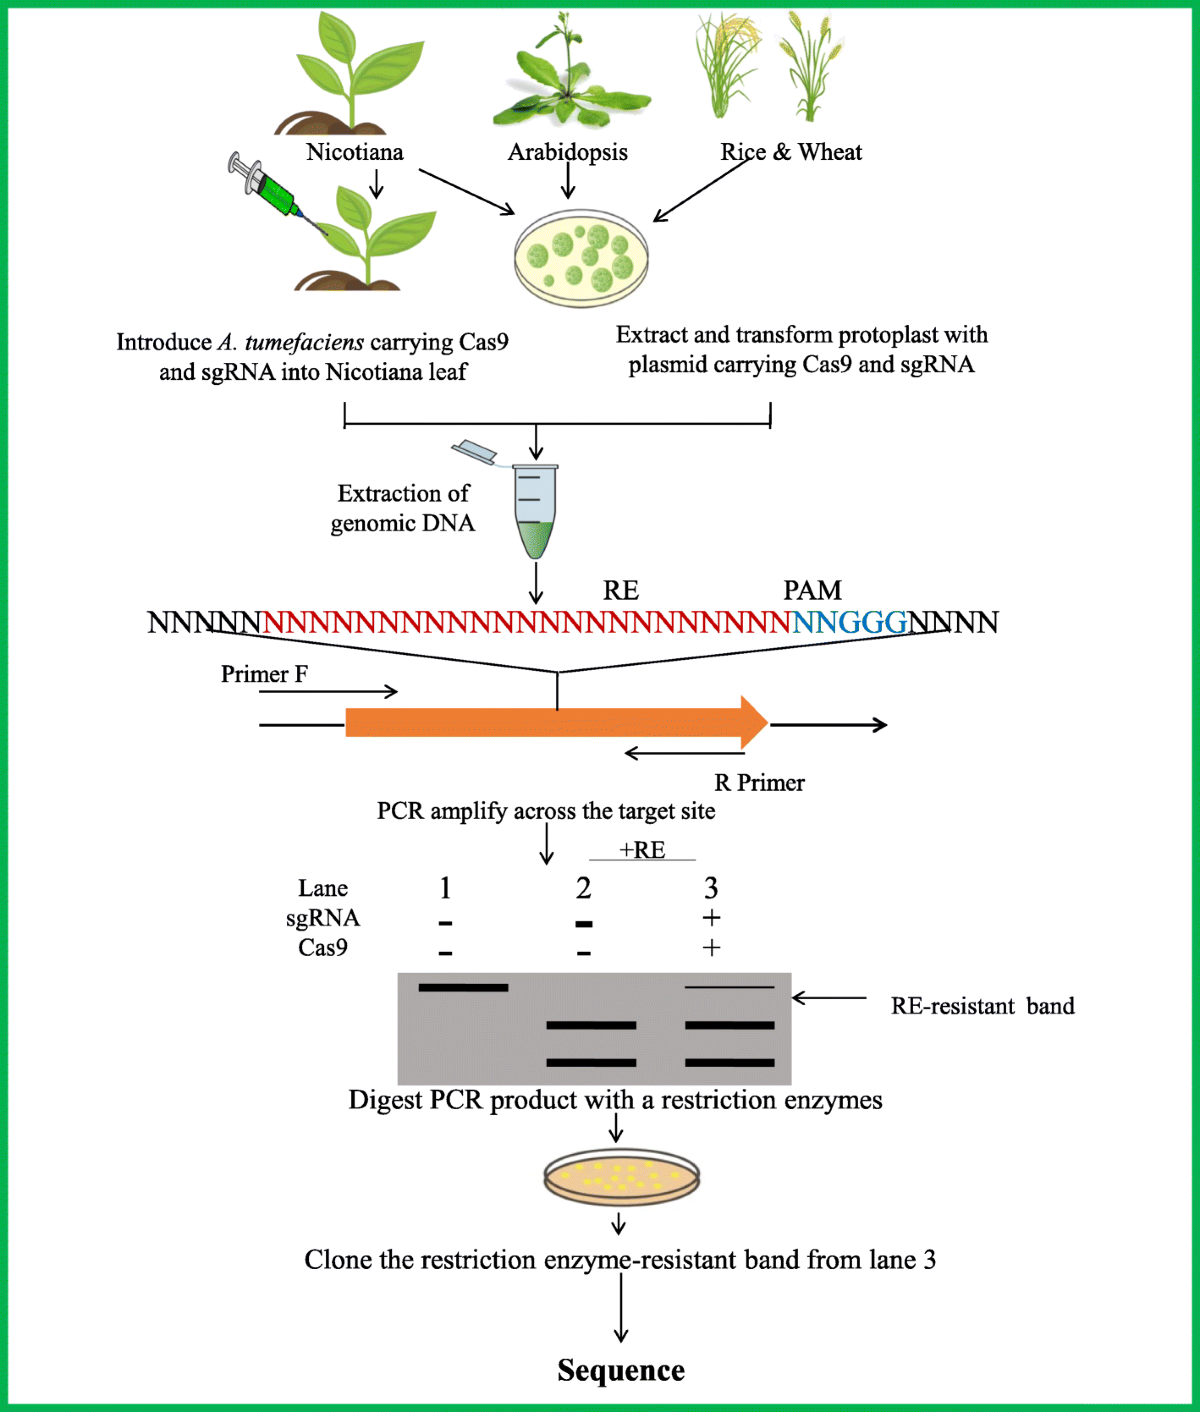 Nicotiana
Arabidopsis
Rice & Wheat
Introduce A. tumefaciens carrying Cas9
and sgRNA into Nicotiana leaf
Extract and transform protoplast with
plasmid carrying Cas9 and sgRNA
Extraction of
genomic DNA
RE PAM
NNNNNNNNNNNNNNNNNNNNNNNNNNNNNNGGGNNNN
Primer F
R Primer
PCR amplify across the target site
+RE
Lane 1 2 3
sgRNA - - +
Cas9 - - +
RE-resistant band
Digest PCR product with a restriction enzymes
Clone the restriction enzyme-resistant band from lane 3
Sequence